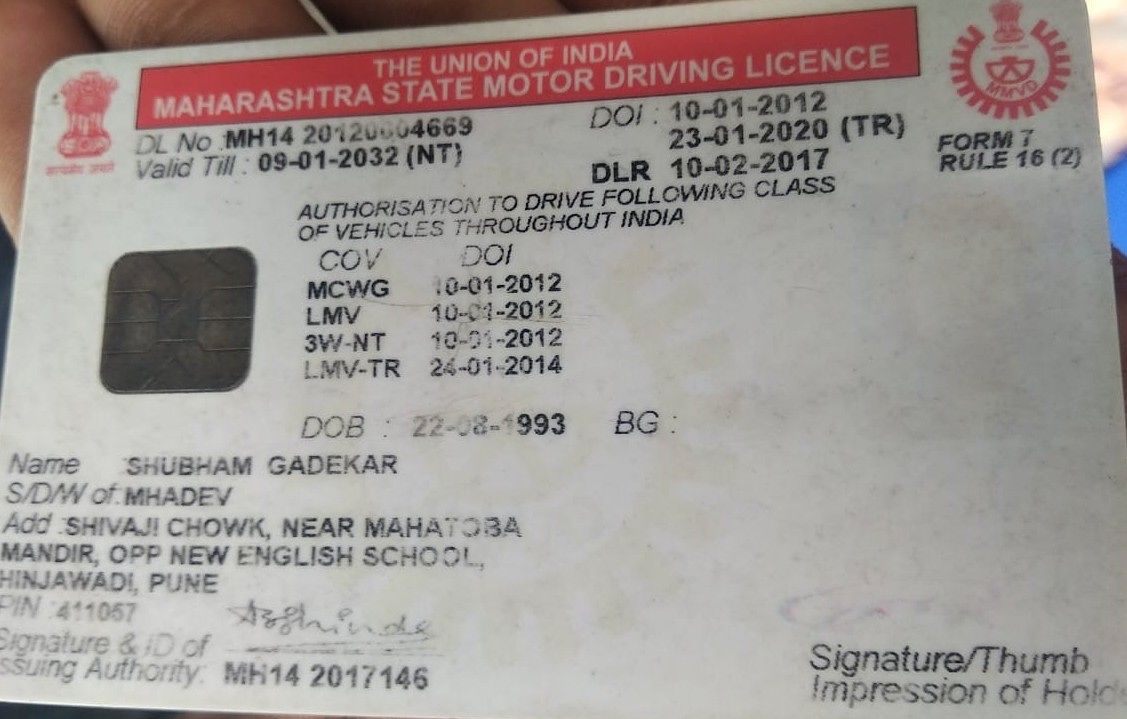 THE UNION OF INDIA
MAHARASHTRA STATE MOTOR DRIVING LICENCE
MMVD
DL No : MH14 20120004669
DOI : 10-01-2012
Valid Till : 09-01-2032 (NT)
23-01-2020 (TR)
FORM 7
RULE 16 (2)
DLR 10-02-2017
AUTHORISATION TO DRIVE FOLLOWING CLASS
OF VEHICLES THROUGHOUT INDIA
COV DOI
MCWG 10-01-2012
LMV 10-01-2012
3W-NT 10-01-2012
LMV-TR 24-01-2014
DOB : 22-08-1993 BG :
Name : SHUBHAM GADEKAR
S/D/W of : MHADEV
Add : SHIVAJI CHOWK, NEAR MAHATOBA
MANDIR, OPP NEW ENGLISH SCHOOL,
HINJAWADI, PUNE
PIN : 411057
Signature & ID of
Issuing Authority: MH14 2017146
Signature/Thumb
Impression of